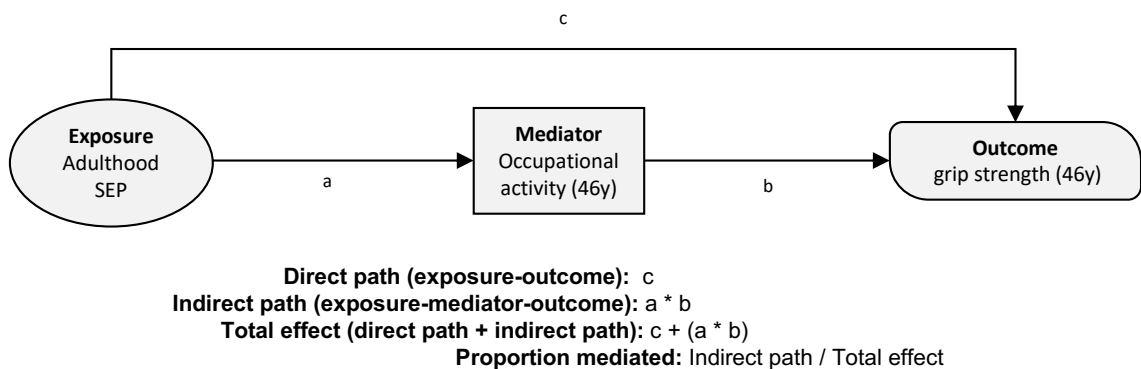 c
Exposure
Adulthood
SEP
a
Mediator
Occupational
activity (46y)
b
Outcome
grip strength (46y)
Direct path (exposure-outcome): c
Indirect path (exposure-mediator-outcome): a * b
Total effect (direct path + indirect path): c + (a * b)
Proportion mediated: Indirect path / Total effect